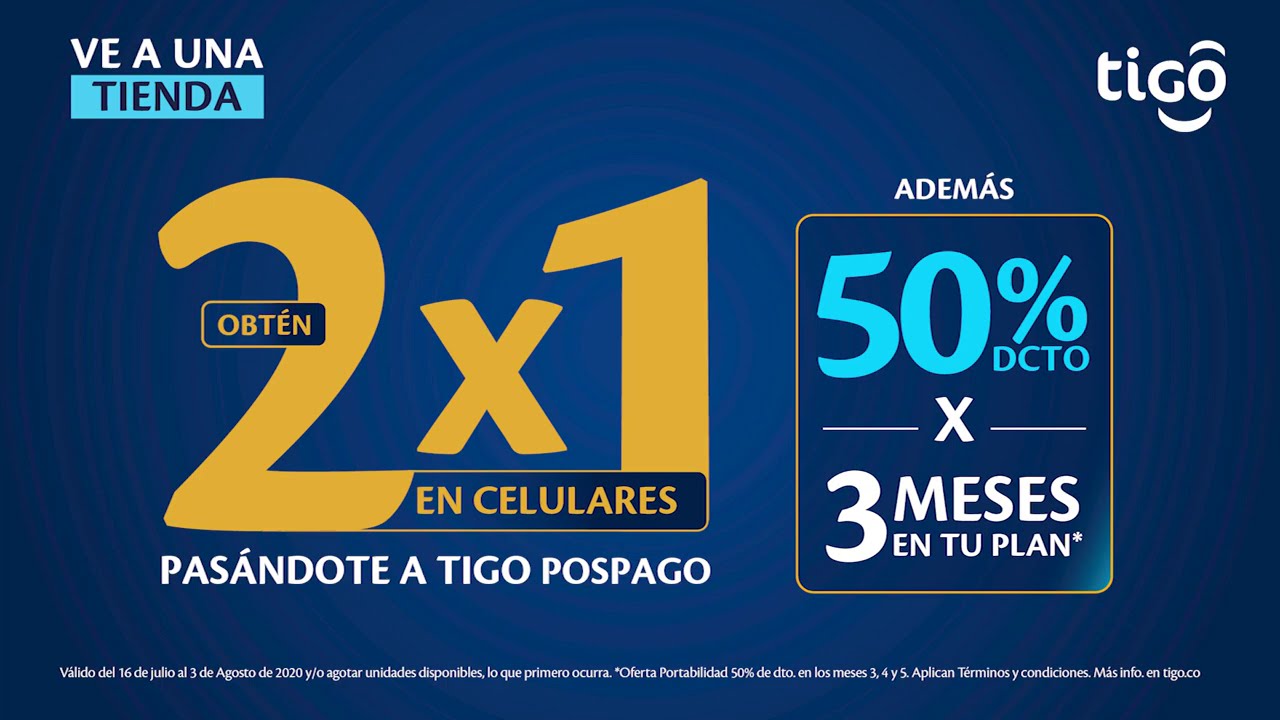 VE A UNA
TIENDA
tigo
OBTÉN
2x1
EN CELULARES
PASÁNDOTE A TIGO POSPAGO
ADEMÁS
50%
DCTO
X
3 MESES
EN TU PLAN*
Válido del 16 de julio al 3 de Agosto de 2020 y/o agotar unidades disponibles, lo que primero ocurra. *Oferta Portabilidad 50% de dto. en los meses 3, 4 y 5. Aplican Términos y condiciones. Más info. en tigo.co